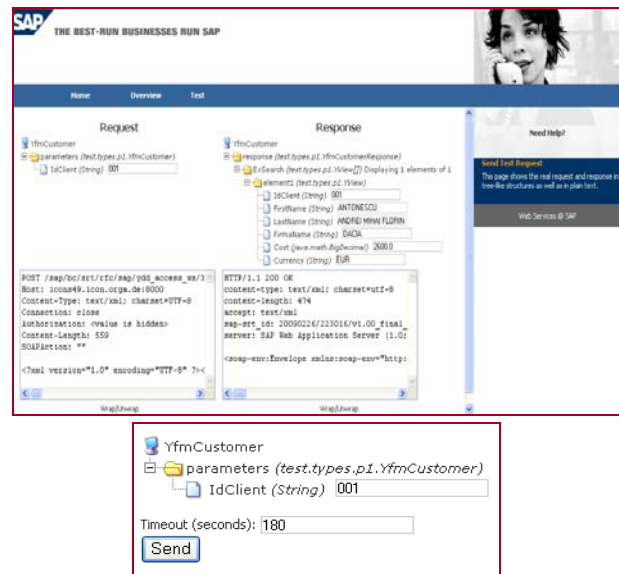 SAP
THE BEST-RUN BUSINESSES RUN SAP
Home Overview Test
Request
YfmCustomer
parameters (test.types.p1.YfmCustomer)
IdClient (String) 001
Response
YfmCustomer
response (test.types.p1.YfmCustomerResponse)
EvSearch (test.types.p1.YView[]) Displaying 1 elements of 1
element1 (test.types.p1.YView)
IdClient (String) 001
FirstName (String) ANTONESCU
LastName (String) ANDREI MIHAI FLORIN
FirmaName (String) DACIA
Cost (java.math.BigDecimal) 2600.0
Currency (String) EUR
POST /sap/bc/srt/rfc/sap/ydd_access_ws/3
Host: icons49.icon.orga.de:8000
Content-Type: text/xml; charset=UTF-8
Connection: close
Authorization: <value is hidden>
Content-Length: 559
SOAPAction: ""
<?xml version="1.0" encoding="UTF-8" ?><
Wrap/Unwrap
HTTP/1.1 200 OK
content-type: text/xml; charset=utf-8
content-length: 474
accept: text/xml
sap-srt_id: 20090226/223016/v1.00_final_
server: SAP Web Application Server (1.0;
<soap-env:Envelope xmlns:soap-env="http:
Wrap/Unwrap
Need Help?
Send Test Request
This page shows the real request and response in
tree-like structures as well as in plain text.
Web Services @ SAP
YfmCustomer
parameters (test.types.p1.YfmCustomer)
IdClient (String) 001
Timeout (seconds): 180
Send